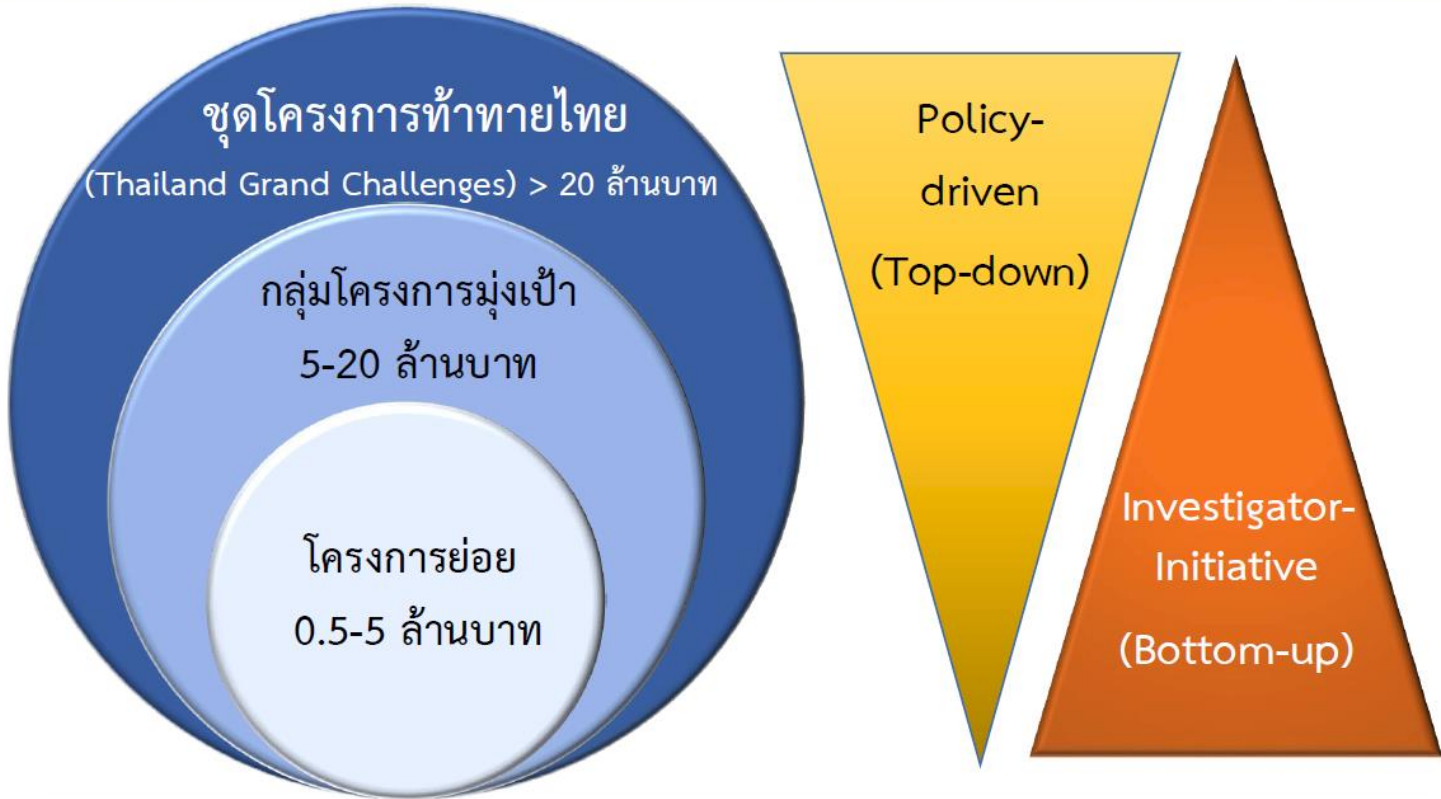 ชุดโครงการท้าทายไทย
(Thailand Grand Challenges) > 20 ล้านบาท
กลุ่มโครงการมุ่งเป้า
5-20 ล้านบาท
โครงการย่อย
0.5-5 ล้านบาท
Policy-
driven
(Top-down)
Investigator-
Initiative
(Bottom-up)